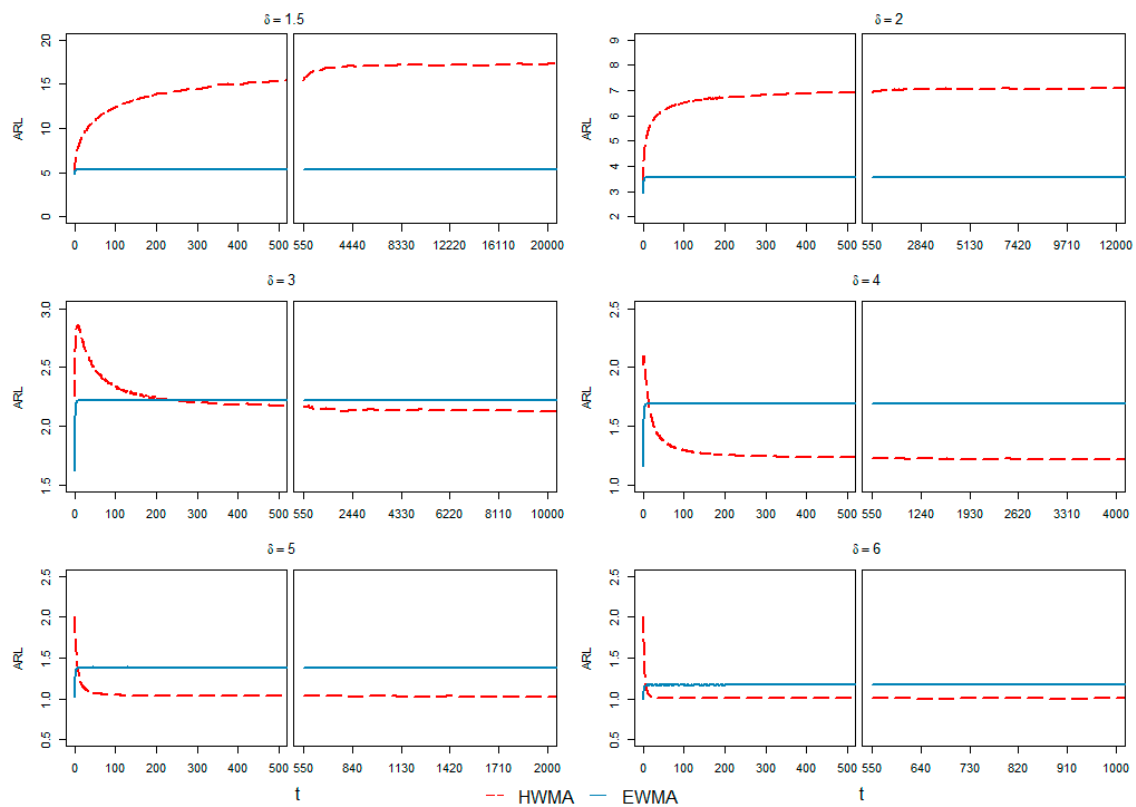 δ = 1.5
δ = 2
ARL
0 5 10 15 20
0 100 200 300 400 500
550 4440 8330 12220 16110 20000
ARL
2 3 4 5 6 7 8 9
0 100 200 300 400 500
550 2840 5130 7420 9710 12000
δ = 3
δ = 4
ARL
1.5 2.0 2.5 3.0
0 100 200 300 400 500
550 2440 4330 6220 8110 10000
ARL
1.0 1.5 2.0 2.5
0 100 200 300 400 500
550 1240 1930 2620 3310 4000
δ = 5
δ = 6
ARL
0.5 1.0 1.5 2.0 2.5
0 100 200 300 400 500
550 840 1130 1420 1710 2000
ARL
0.5 1.0 1.5 2.0 2.5
0 100 200 300 400 500
550 640 730 820 910 1000
t
HWMA EWMA
t